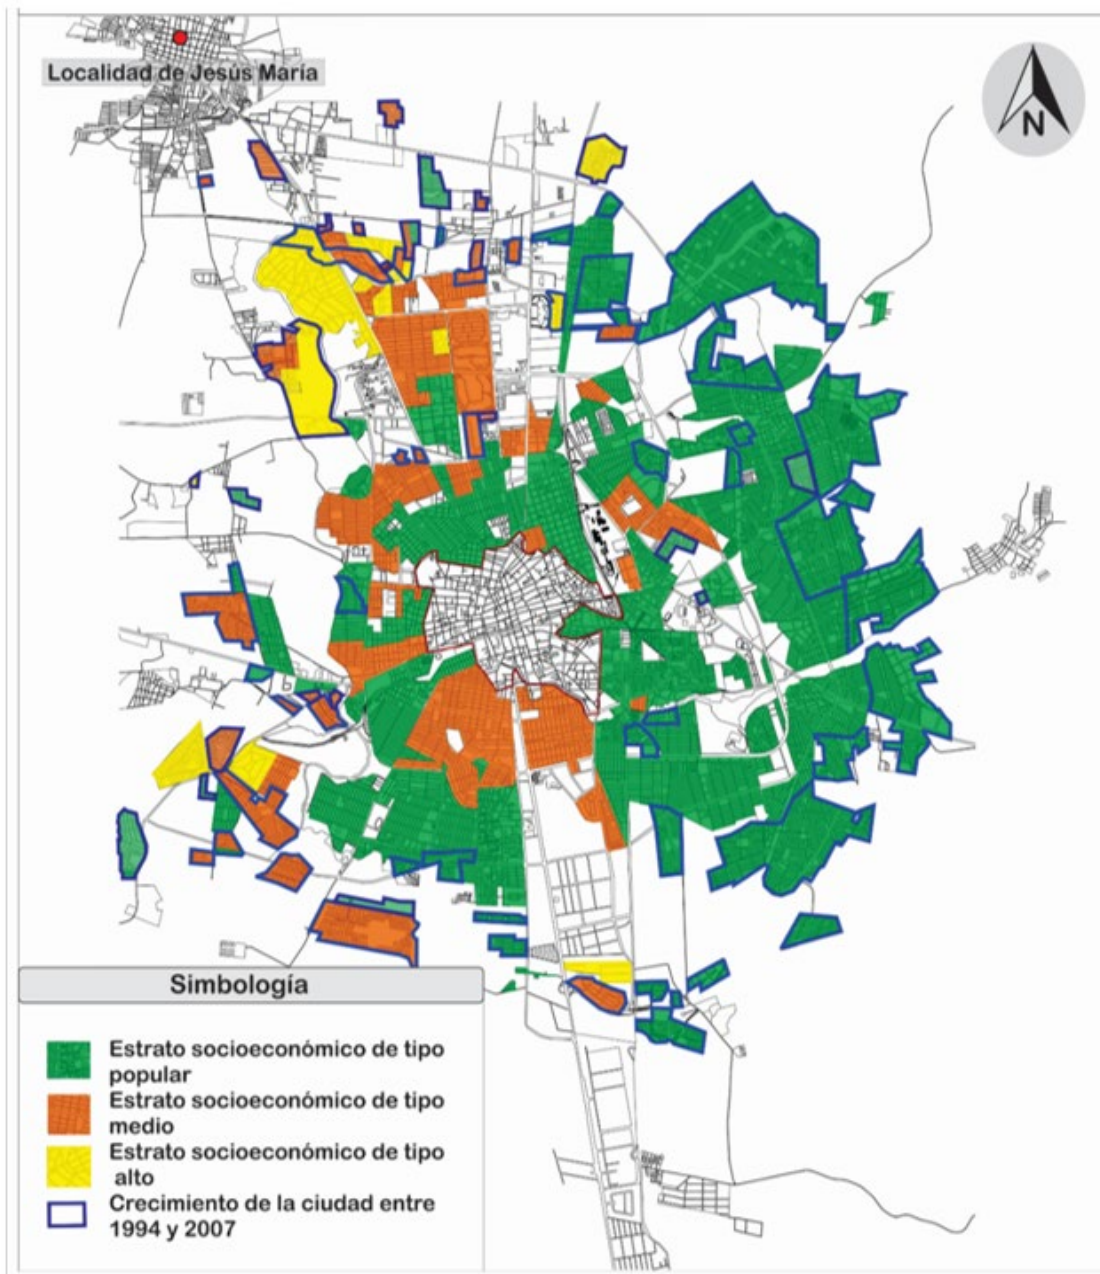 Localidad de Jesús María
N
Simbología
Estrato socioeconómico de tipo
popular
Estrato socioeconómico de tipo
medio
Estrato socioeconómico de tipo
alto
Crecimiento de la ciudad entre
1994 y 2007